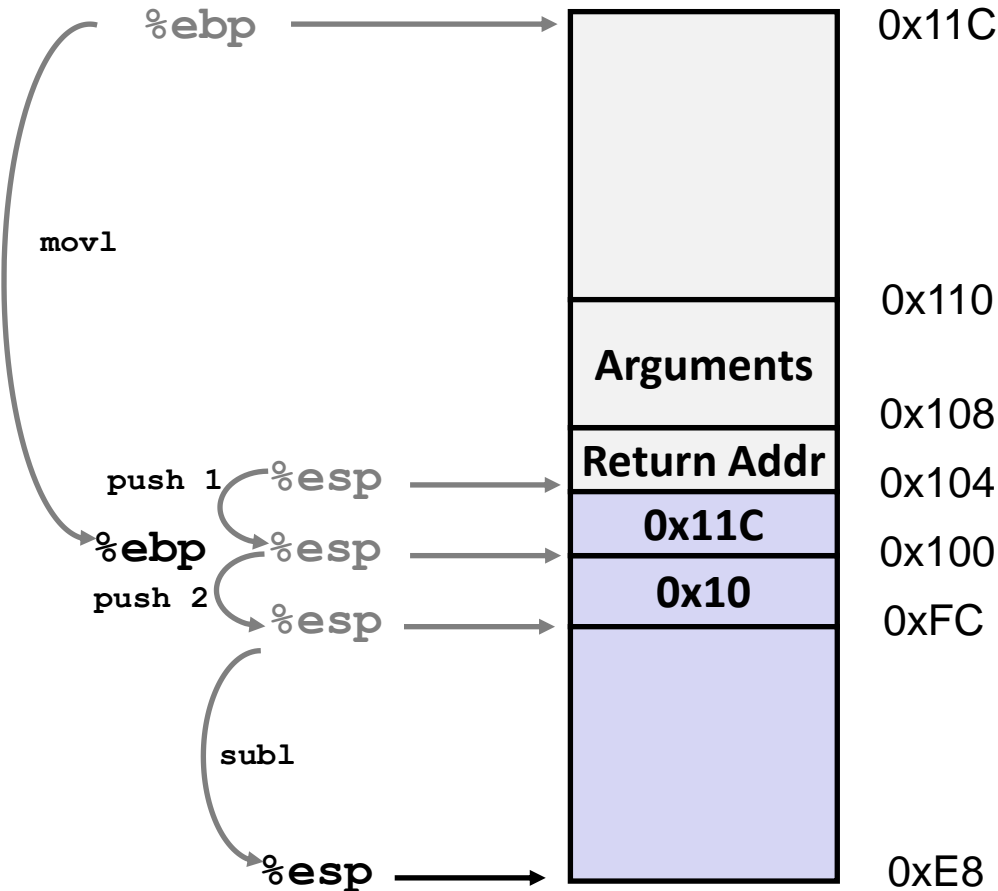 %ebp
0x11C
movl
0x110
Arguments
0x108
Return Addr
push 1
%esp
0x104
0x11C
%ebp
%esp
0x100
push 2
0x10
%esp
0xFC
subl
%esp
0xE8